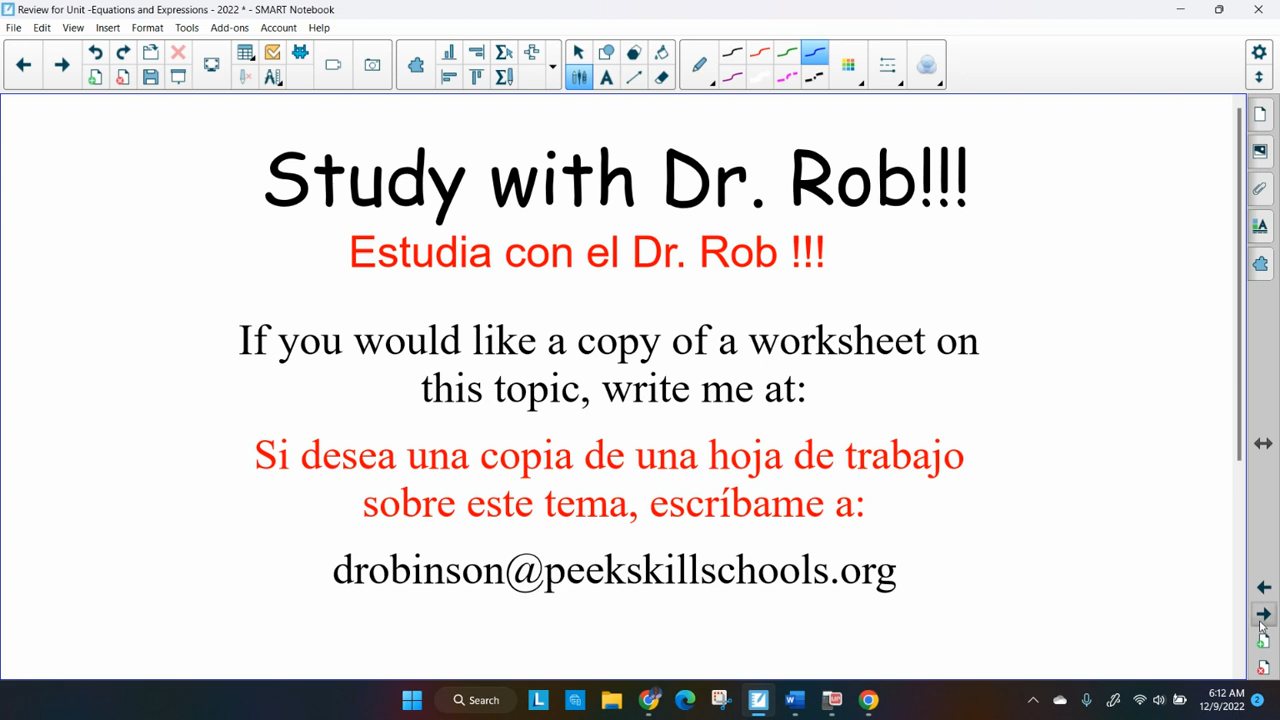 Review for Unit -Equations and Expressions - 2022 * - SMART Notebook
File Edit View Insert Format Tools Add-ons Account Help
Study with Dr. Rob!!!
Estudia con el Dr. Rob !!!
If you would like a copy of a worksheet on
this topic, write me at:
Si desea una copia de una hoja de trabajo
sobre este tema, escríbame a:
drobinson@peekskillschools.org
Search
6:12 AM
12/9/2022
2